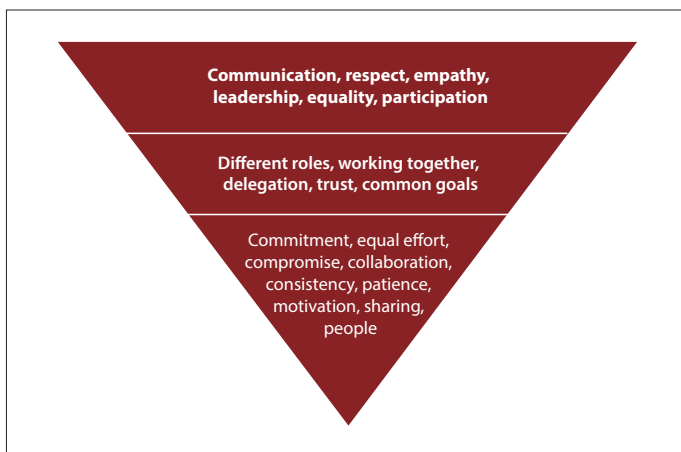 Communication, respect, empathy,
leadership, equality, participation
Different roles, working together,
delegation, trust, common goals
Commitment, equal effort,
compromise, collaboration,
consistency, patience,
motivation, sharing,
people